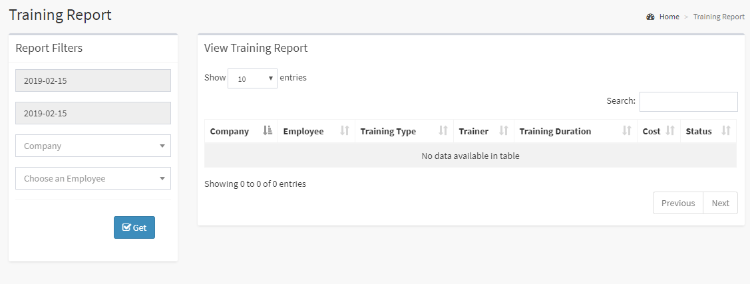 Training Report
Home > Training Report
Report Filters
2019-02-15
2019-02-15
Company
Choose an Employee
Get
View Training Report
Show 10 entries
Search:
Company Employee Training Type Trainer Training Duration Cost Status
No data available in table
Showing 0 to 0 of 0 entries
Previous Next